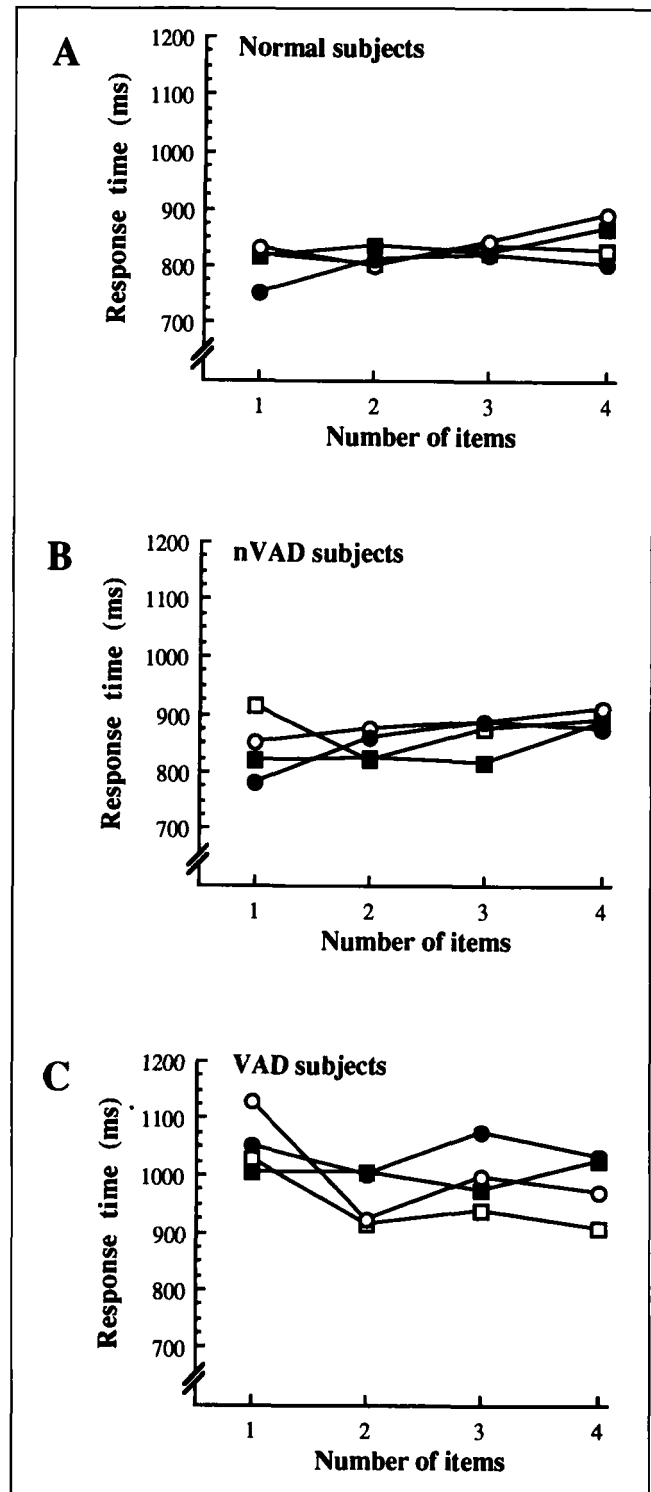 A
Normal subjects
Response time (ms)
1200
1100
1000
900
800
700
1 2 3 4
Number of items
B
nVAD subjects
Response time (ms)
1200
1100
1000
900
800
700
1 2 3 4
Number of items
C
VAD subjects
Response time (ms)
1200
1100
1000
900
800
700
1 2 3 4
Number of items